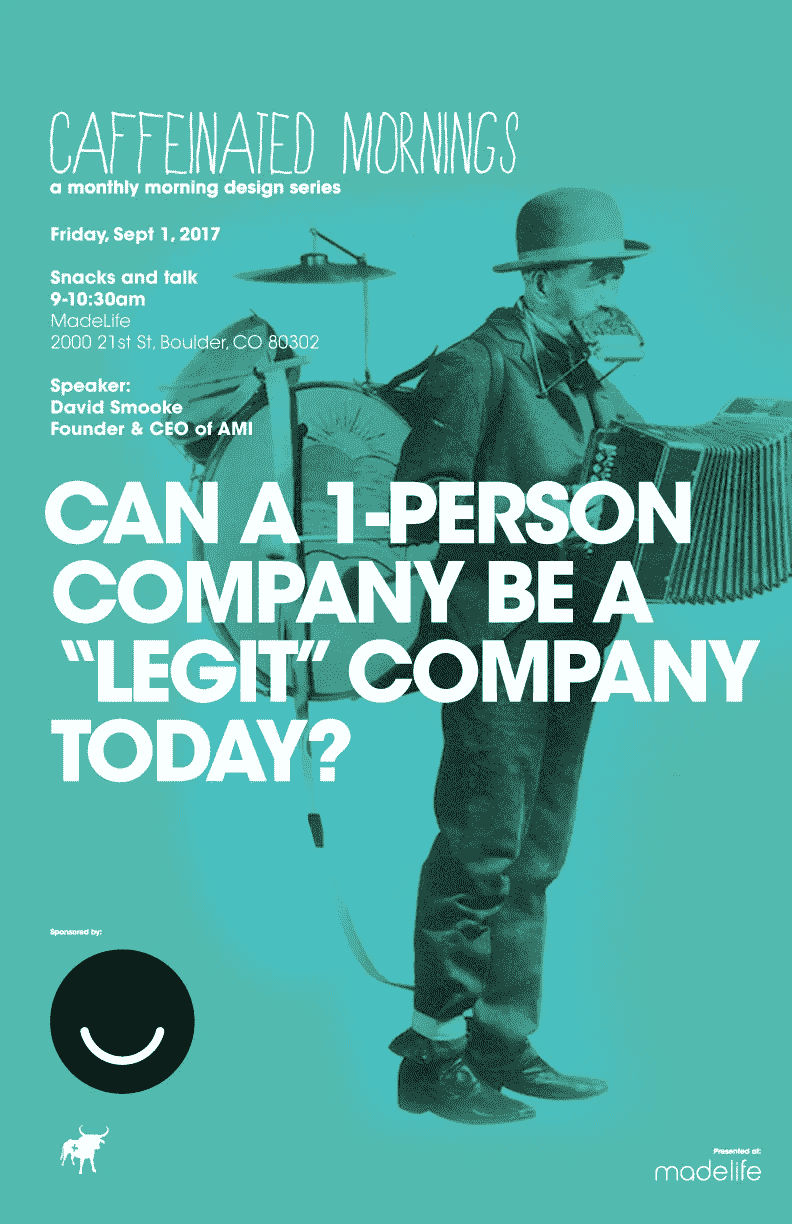 CAFFEINATED MORNINGS
a monthly morning design series
Friday, Sept 1, 2017
Snacks and talk
9-10:30am
MadeLife
2000 21st St, Boulder, CO 80302
Speaker:
David Smooke
Founder & CEO of AMI
CAN A 1-PERSON
COMPANY BE A
“LEGIT” COMPANY
TODAY?
Sponsored by:
Presented at:
madelife